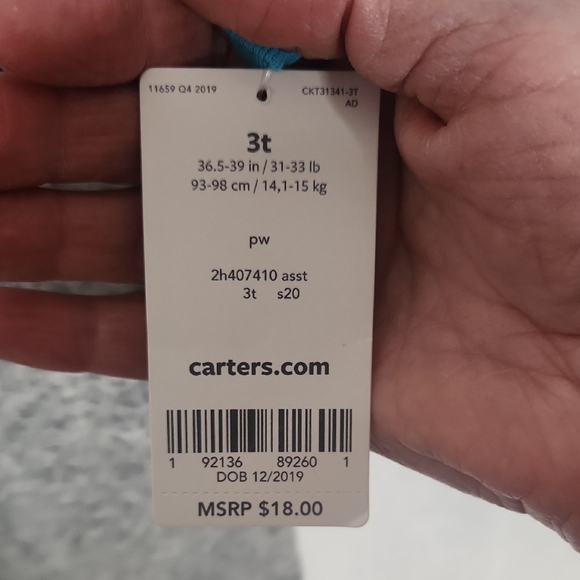 11659 Q4 2019 CKT31341-3T
AD
3t
36.5-39 in / 31-33 lb
93-98 cm / 14,1-15 kg
pw
2h407410 asst
3t s20
carters.com
1 92136 89260 1
DOB 12/2019
MSRP $18.00